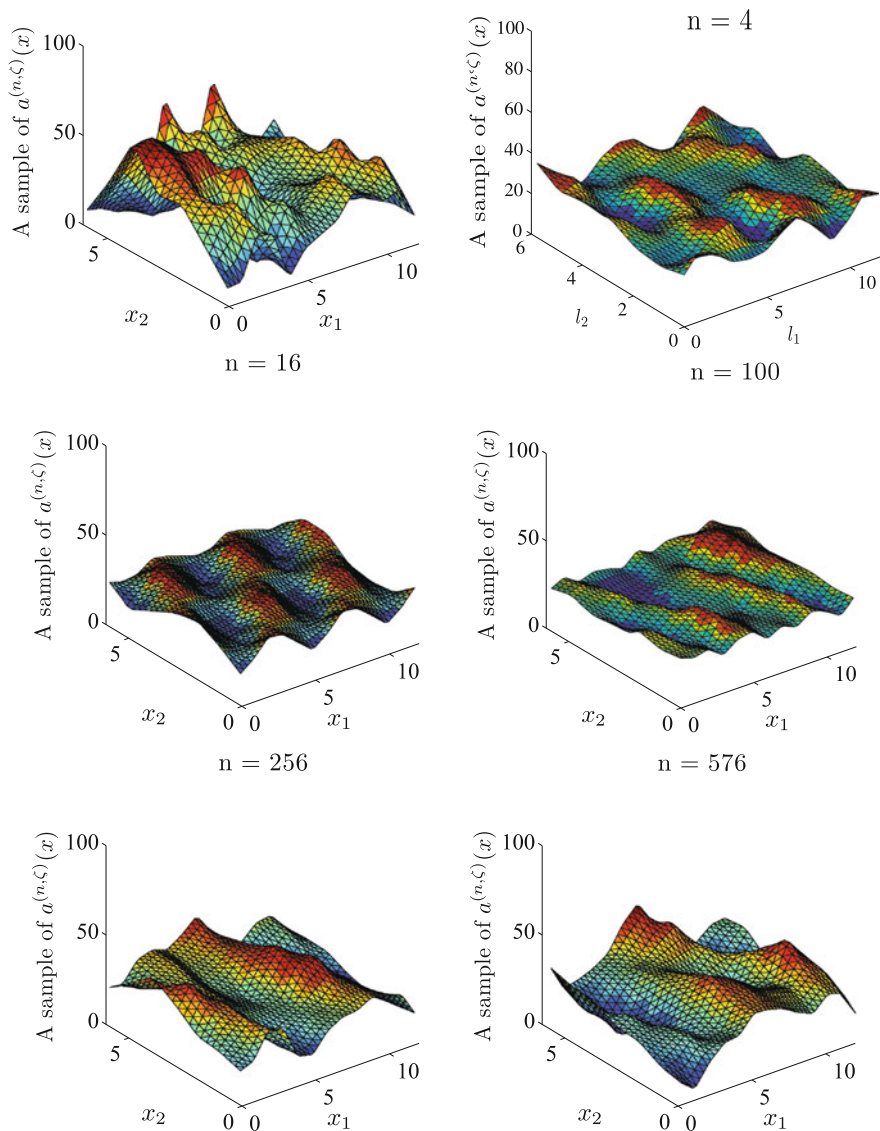 n = 4
A sample of a^{(n,ζ)}(x)
100
50
0
5
0
x_2
0
5
10
x_1
A sample of a^{(n‘ζ)}(x)
100
80
60
40
20
0
6
4
2
0
l_2
0
5
10
l_1
n = 16
n = 100
A sample of a^{(n,ζ)}(x)
100
50
0
5
0
x_2
0
5
10
x_1
A sample of a^{(n,ζ)}(x)
100
50
0
5
0
x_2
0
5
10
x_1
n = 256
n = 576
A sample of a^{(n,ζ)}(x)
100
50
0
5
0
x_2
0
5
10
x_1
A sample of a^{(n,ζ)}(x)
100
50
0
5
0
x_2
0
5
10
x_1